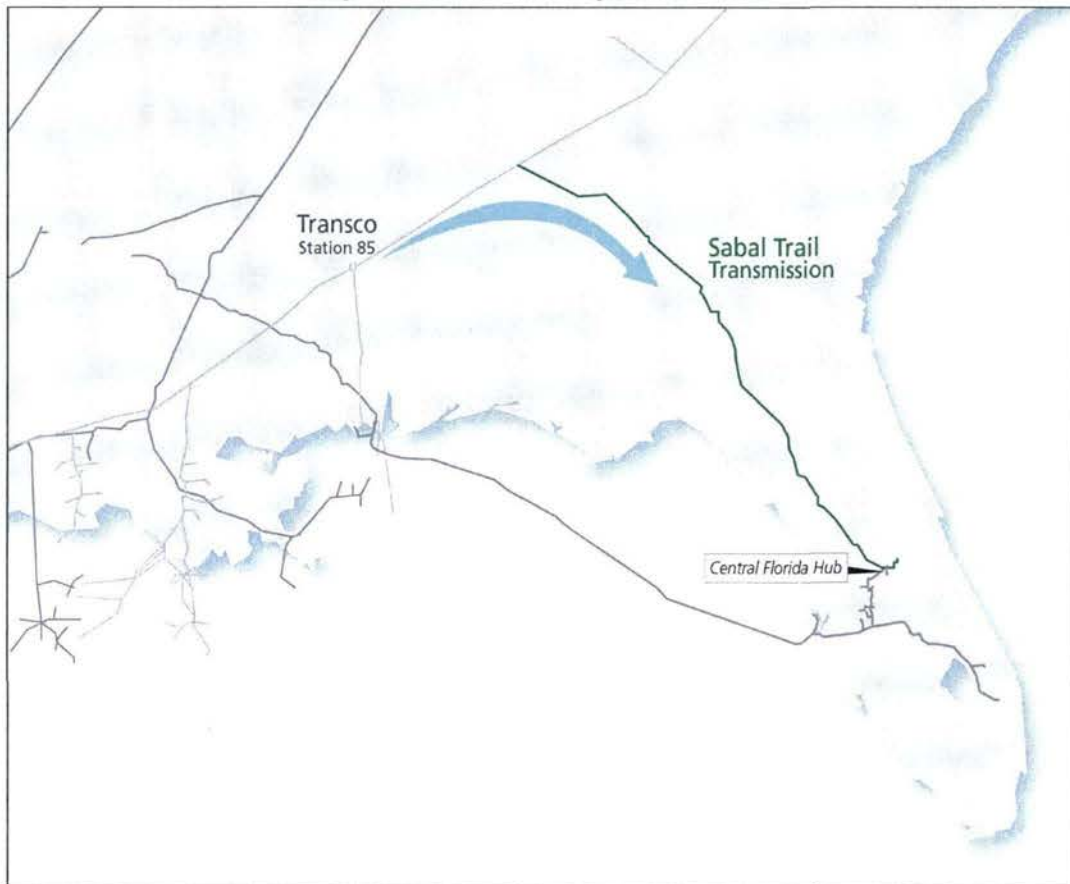 Transco
Station 85
Sabal Trail
Transmission
Central Florida Hub